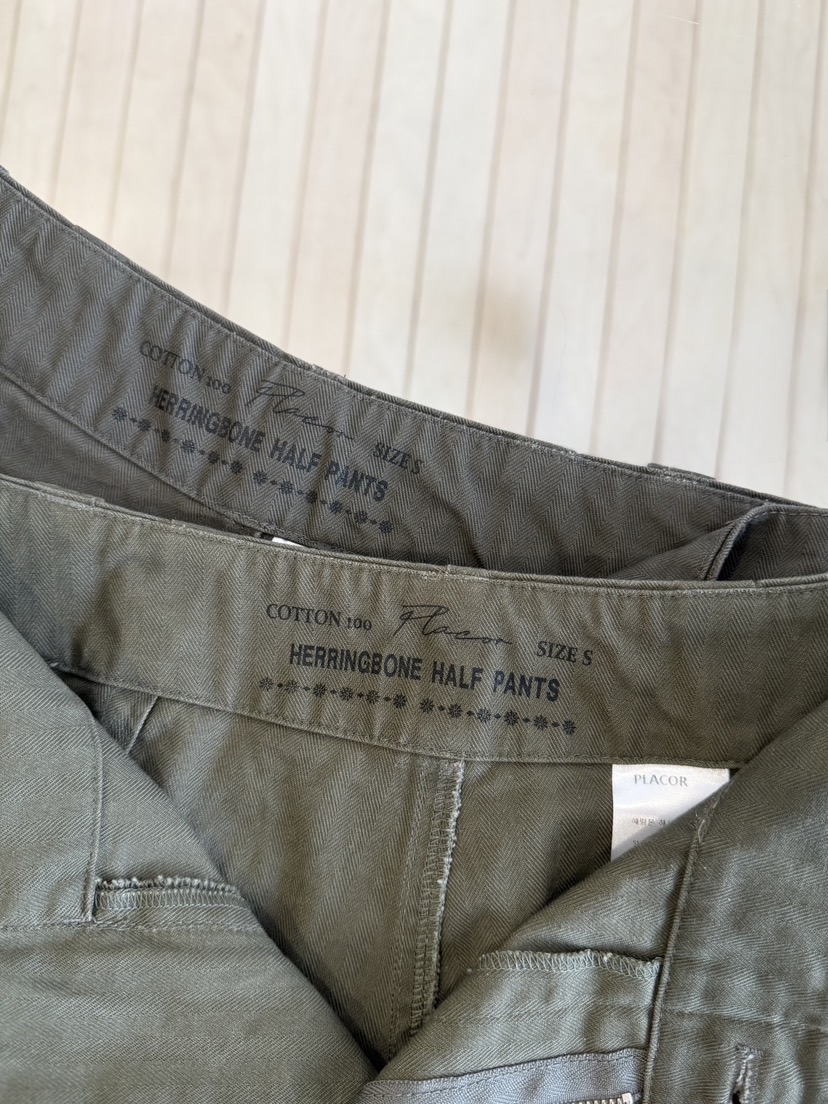 COTTON 100 Placor SIZE S
HERRINGBONE HALF PANTS
COTTON 100 Placor SIZE S
HERRINGBONE HALF PANTS
PLACOR